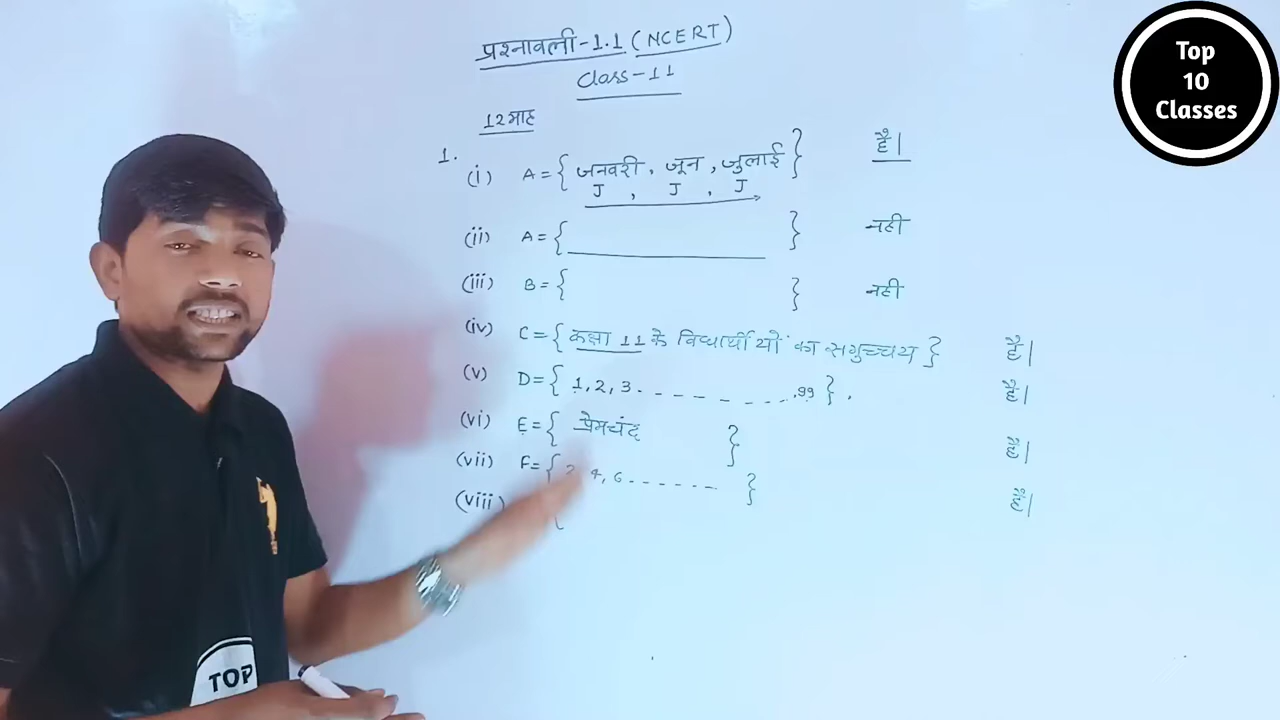 प्रश्नावली-1.1 (NCERT)
Class-11
12 माह
1.
(i) A={ जनवरी, जून, जुलाई } है।
J, J, J
(ii) A={ } नही
(iii) B={ } नही
(iv) C={ कक्षा 11 के विद्यार्थीयों का समुच्चय } है।
(v) D={ 1, 2, 3 - - - - - - - ,99 }, है।
(vi) E={ प्रेमचंद } है।
(vii) F={ 2, 4, 6 - - - - - - } है।
(viii) {
Top
10
Classes
TOP